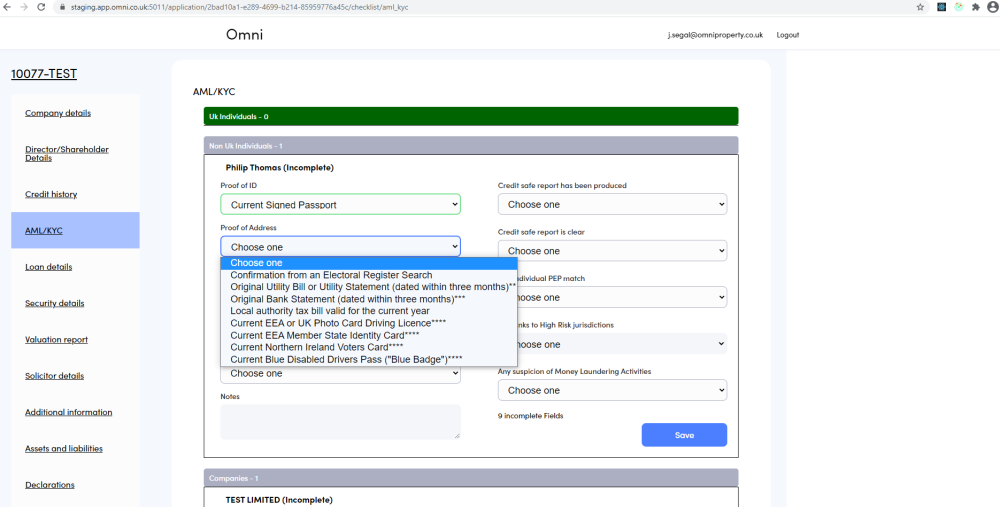 staging.app.omni.co.uk:5011/application/2bad10a1-e289-4699-b214-85959776a45c/checklist/aml_kyc
Omni
j.segal@omniproperty.co.uk
Logout
10077-TEST
Company details
Director/Shareholder
Details
Credit history
AML/KYC
Loan details
Security details
Valuation report
Solicitor details
Additional information
Assets and liabilities
Declarations
AML/KYC
Uk Individuals - 0
Non Uk Individuals - 1
Philip Thomas (Incomplete)
Proof of ID
Current Signed Passport
Proof of Address
Choose one
Choose one
Confirmation from an Electoral Register Search
Original Utility Bill or Utility Statement (dated within three months)**
Original Bank Statement (dated within three months)***
Local authority tax bill valid for the current year
Current EEA or UK Photo Card Driving Licence****
Current EEA Member State Identity Card****
Current Northern Ireland Voters Card****
Current Blue Disabled Drivers Pass ("Blue Badge")****
Choose one
Notes
Credit safe report has been produced
Choose one
Credit safe report is clear
Choose one
individual PEP match
oose one
nks to High Risk jurisdictions
oose one
Any suspicion of Money Laundering Activities
Choose one
9 incomplete Fields
Save
Companies - 1
TEST LIMITED (Incomplete)